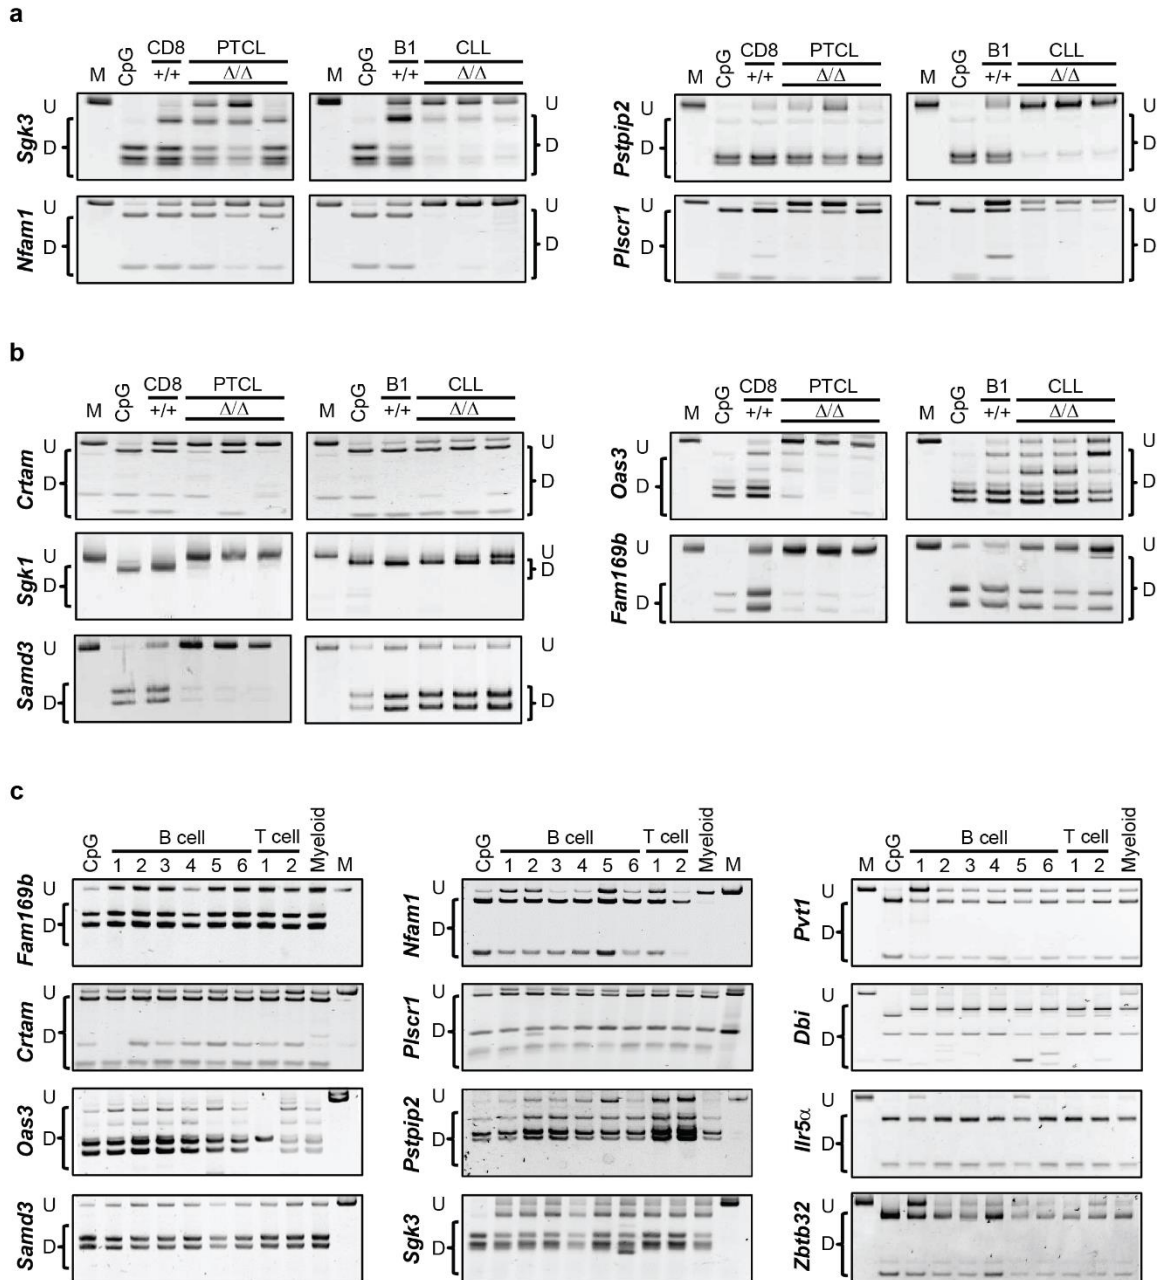 a
CD8 PTCL B1 CLL CD8 PTCL B1 CLL
M CpG +/+ Δ/Δ M CpG +/+ Δ/Δ M CpG +/+ Δ/Δ M CpG +/+ Δ/Δ
Sgk3 U D U D Pstpip2 U D U D
Nfam1 U D U D Plscr1 U D U D
b
CD8 PTCL B1 CLL CD8 PTCL B1 CLL
M CpG +/+ Δ/Δ M CpG +/+ Δ/Δ M CpG +/+ Δ/Δ M CpG +/+ Δ/Δ
Crtam U D U D Oas3 U D U D
Sgk1 U D U D Fam169b U D U D
Samd3 U D U D
c
B cell T cell B cell T cell B cell T cell
CpG 1 2 3 4 5 6 1 2 Myeloid M CpG 1 2 3 4 5 6 1 2 Myeloid M M CpG 1 2 3 4 5 6 1 2 Myeloid
Fam169b U D Nfam1 U D Pvt1 U D
Crtam U D Plscr1 U D Dbi U D
Oas3 U D Pstpip2 U D Ilr5α U D
Samd3 U D Sgk3 U D Zbtb32 U D